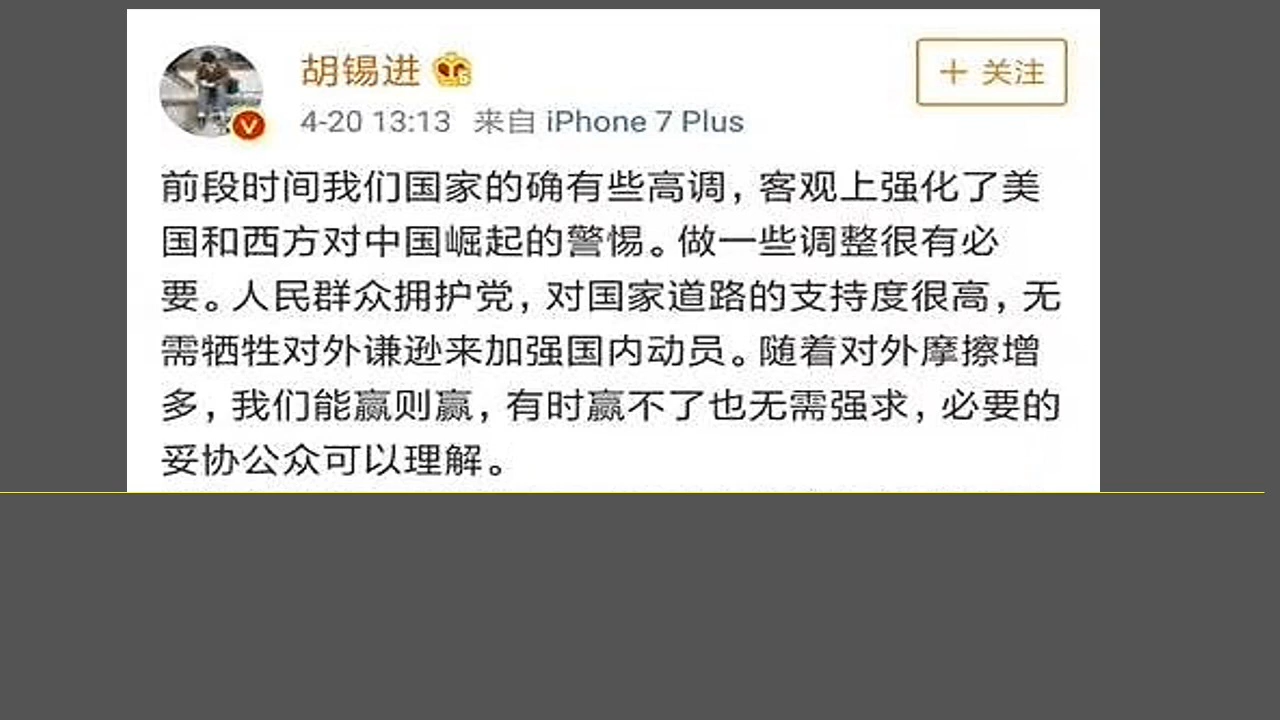 胡锡进
+ 关注
4-20 13:13 来自 iPhone 7 Plus
前段时间我们国家的确有些高调，客观上强化了美
国和西方对中国崛起的警惕。做一些调整很有必
要。人民群众拥护党，对国家道路的支持度很高，无
需牺牲对外谦逊来加强国内动员。随着对外摩擦增
多，我们能赢则赢，有时赢不了也无需强求，必要的
妥协公众可以理解。